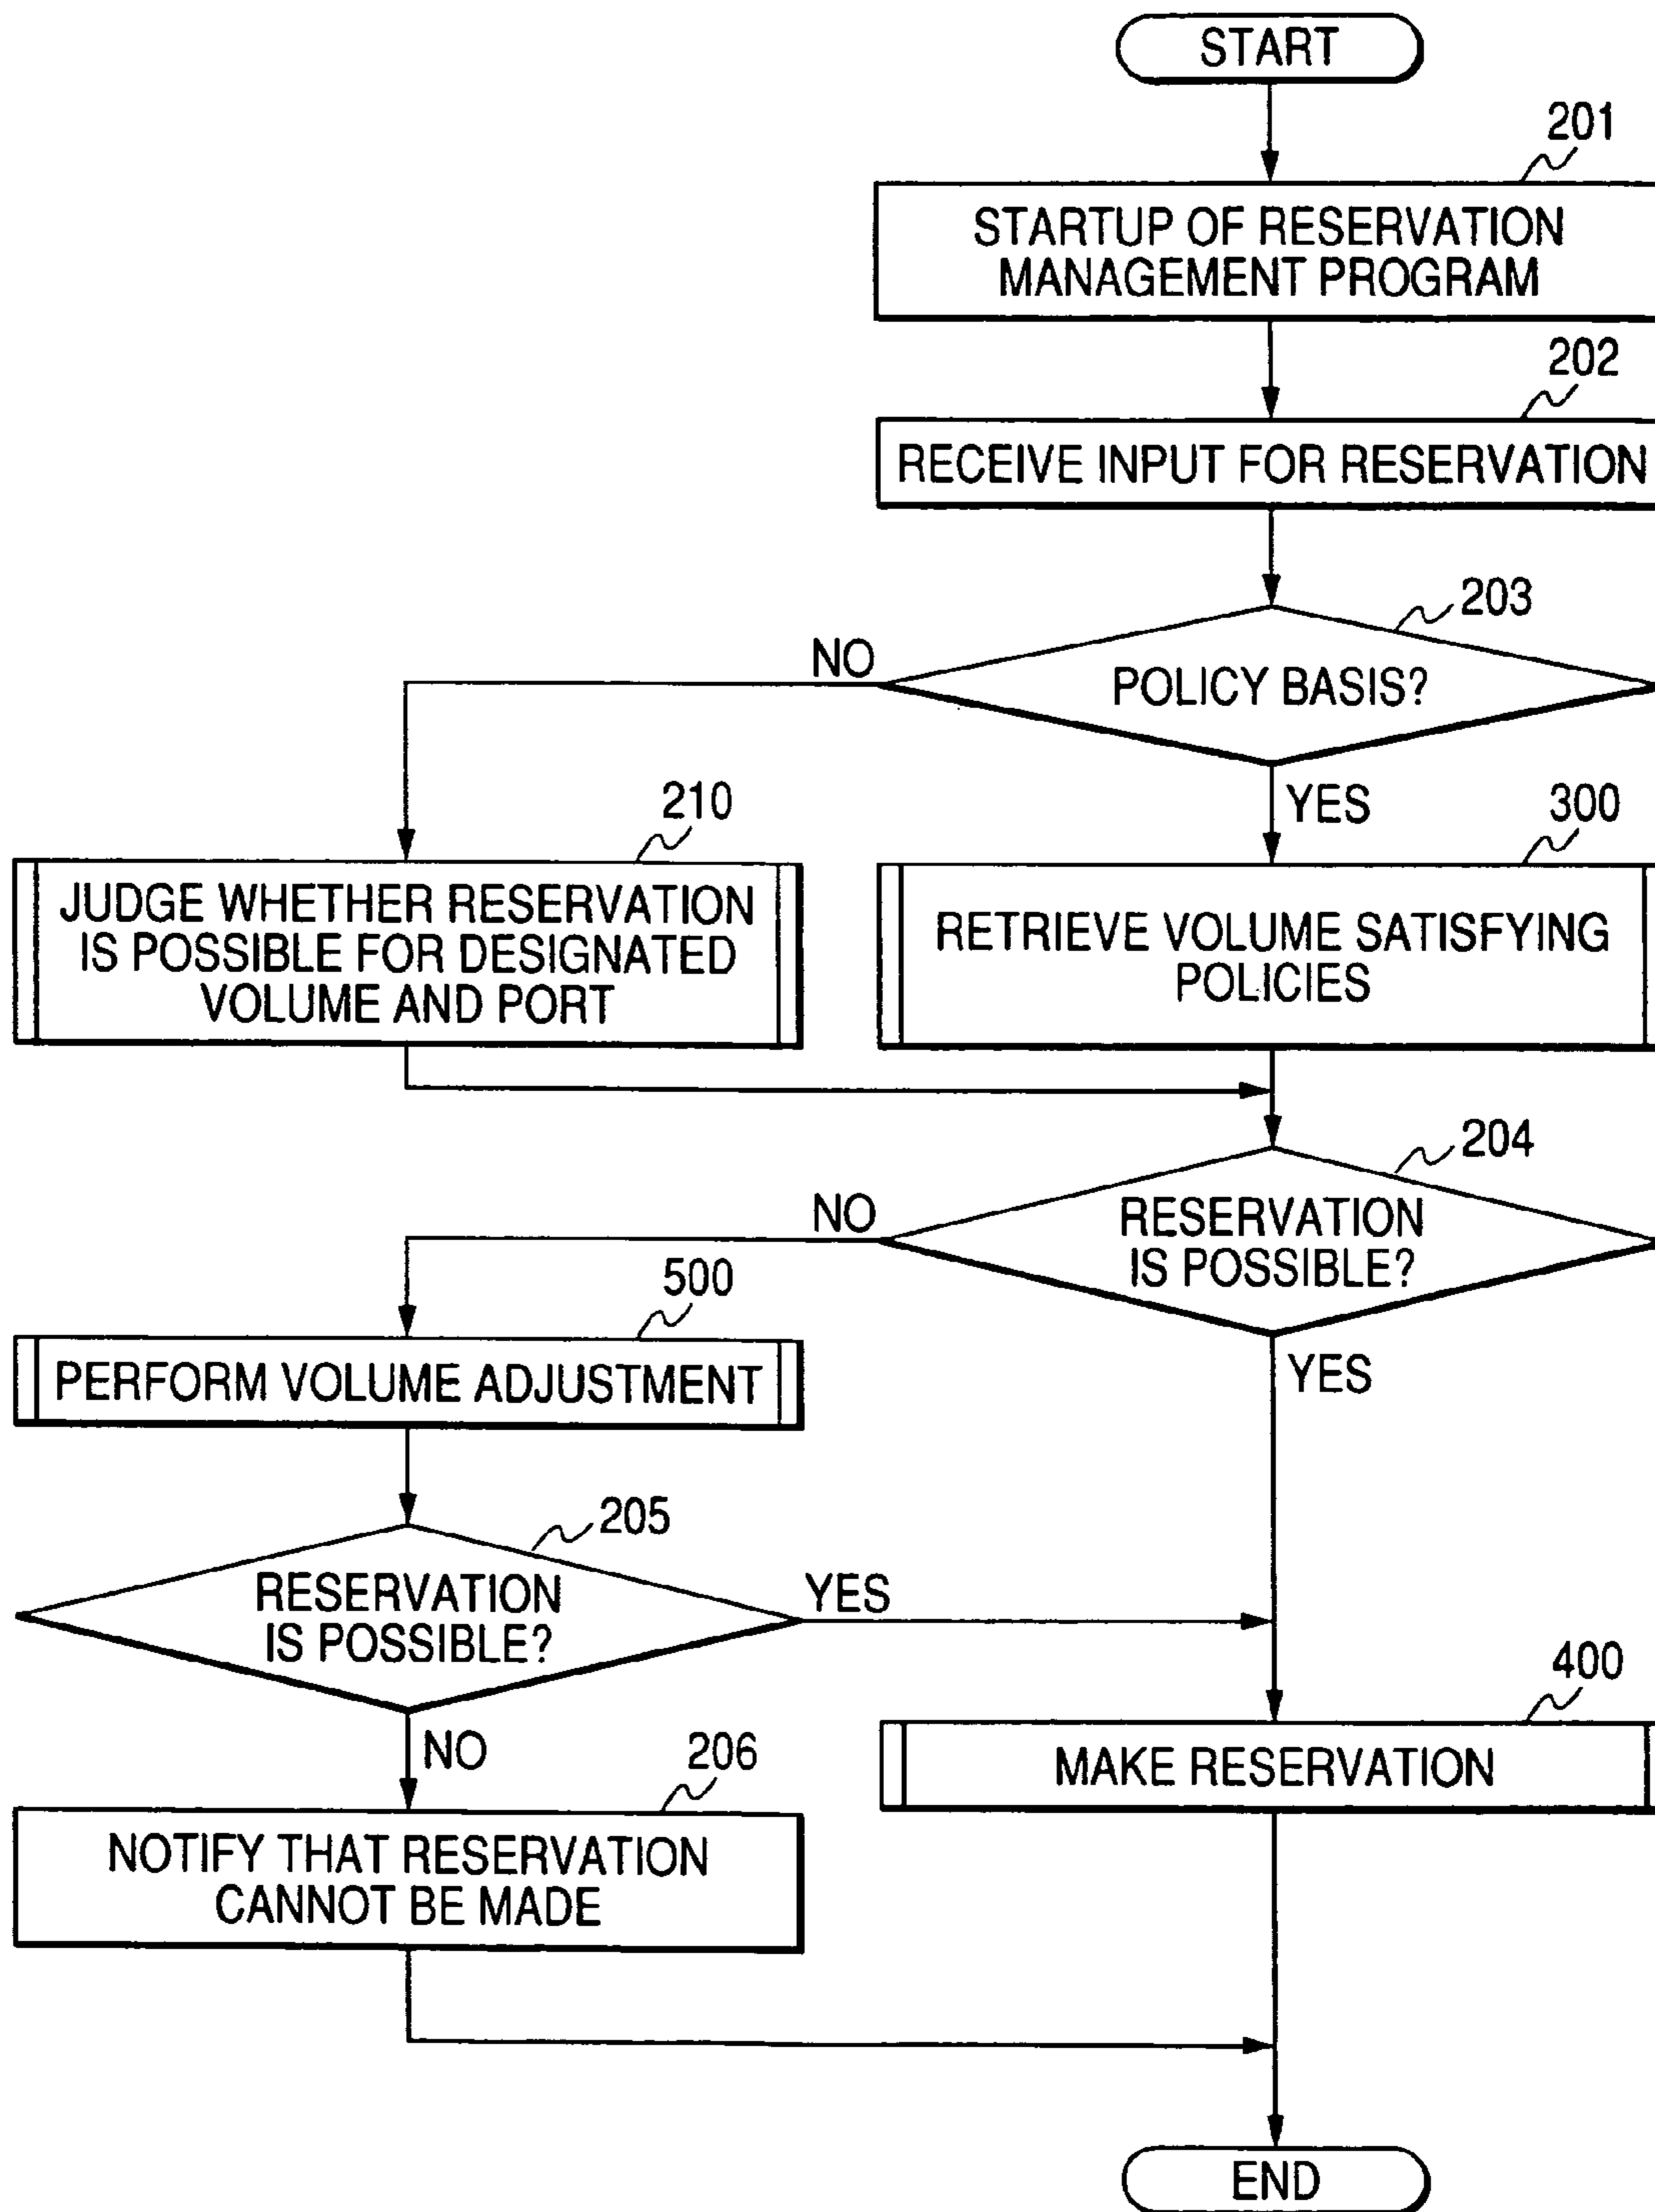 START
201
STARTUP OF RESERVATION
MANAGEMENT PROGRAM
202
RECEIVE INPUT FOR RESERVATION
203
NO
POLICY BASIS?
YES
210
300
JUDGE WHETHER RESERVATION
IS POSSIBLE FOR DESIGNATED
VOLUME AND PORT
RETRIEVE VOLUME SATISFYING
POLICIES
204
NO
RESERVATION
IS POSSIBLE?
YES
500
PERFORM VOLUME ADJUSTMENT
205
RESERVATION
IS POSSIBLE?
YES
NO
400
MAKE RESERVATION
206
NOTIFY THAT RESERVATION
CANNOT BE MADE
END